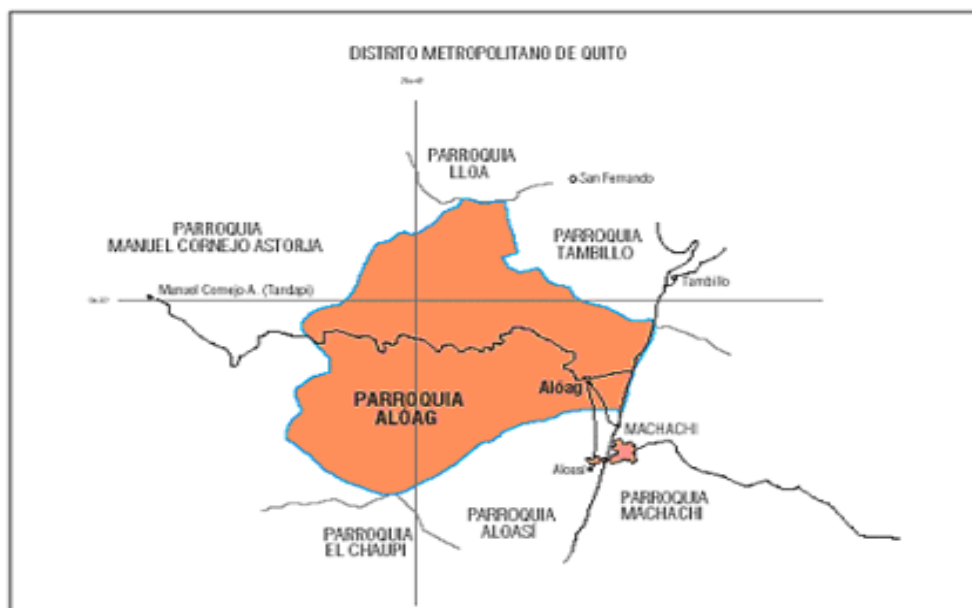 DISTRITO METROPOLITANO DE QUITO
PARROQUIA
LLOA
San Fernando
PARROQUIA
MANUEL CORNEJO ASTORJA
PARROQUIA
TAMBILLO
Tambillo
Manuel Cornejo A. (Tandapi)
Alóag
PARROQUIA
ALÓAG
MACHACHI
Aloasí
PARROQUIA
MACHACHI
PARROQUIA
ALOASÍ
PARROQUIA
EL CHAUPI